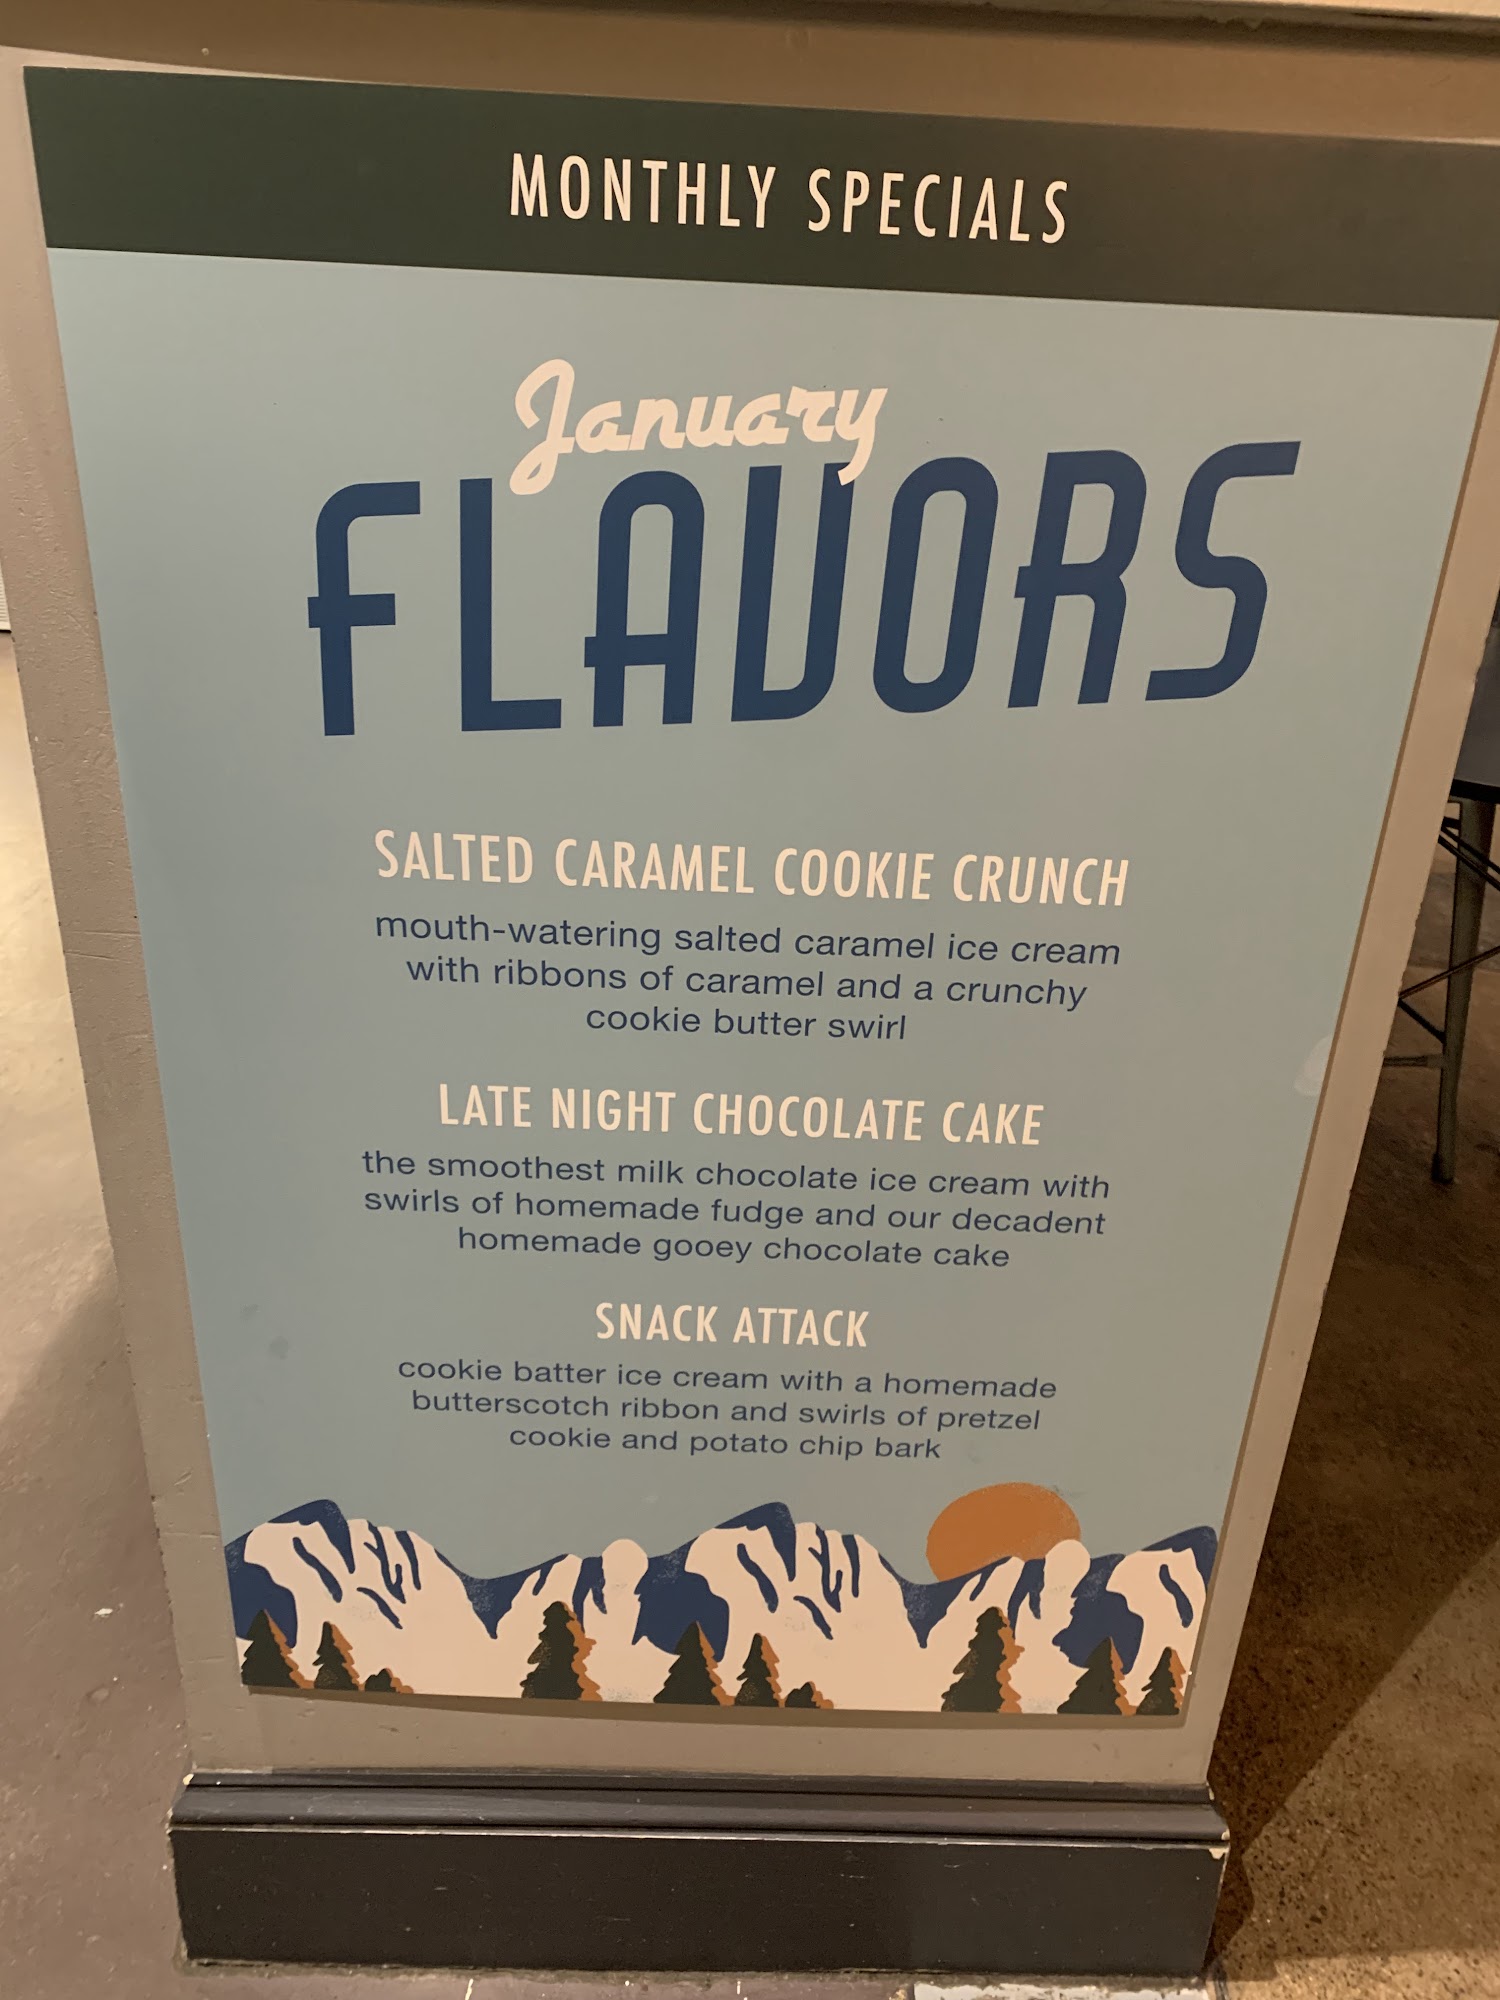 MONTHLY SPECIALS
January
FLAVORS
SALTED CARAMEL COOKIE CRUNCH
mouth-watering salted caramel ice cream
with ribbons of caramel and a crunchy
cookie butter swirl
LATE NIGHT CHOCOLATE CAKE
the smoothest milk chocolate ice cream with
swirls of homemade fudge and our decadent
homemade gooey chocolate cake
SNACK ATTACK
cookie batter ice cream with a homemade
butterscotch ribbon and swirls of pretzel
cookie and potato chip bark